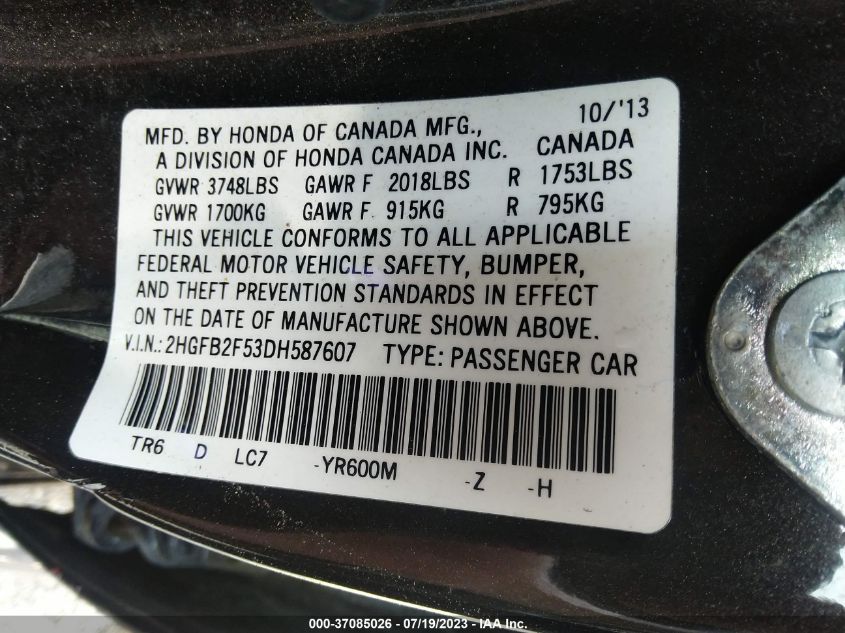 10/'13
MFD. BY HONDA OF CANADA MFG.,
A DIVISION OF HONDA CANADA INC. CANADA
GVWR 3748LBS GAWR F 2018LBS R 1753LBS
GVWR 1700KG GAWR F 915KG R 795KG
THIS VEHICLE CONFORMS TO ALL APPLICABLE
FEDERAL MOTOR VEHICLE SAFETY, BUMPER,
AND THEFT PREVENTION STANDARDS IN EFFECT
ON THE DATE OF MANUFACTURE SHOWN ABOVE.
V.I.N.: 2HGFB2F53DH587607 TYPE: PASSENGER CAR
TR6 D LC7 -YR600M -Z -H
000-37085026 - 07/19/2023 - IAA Inc.